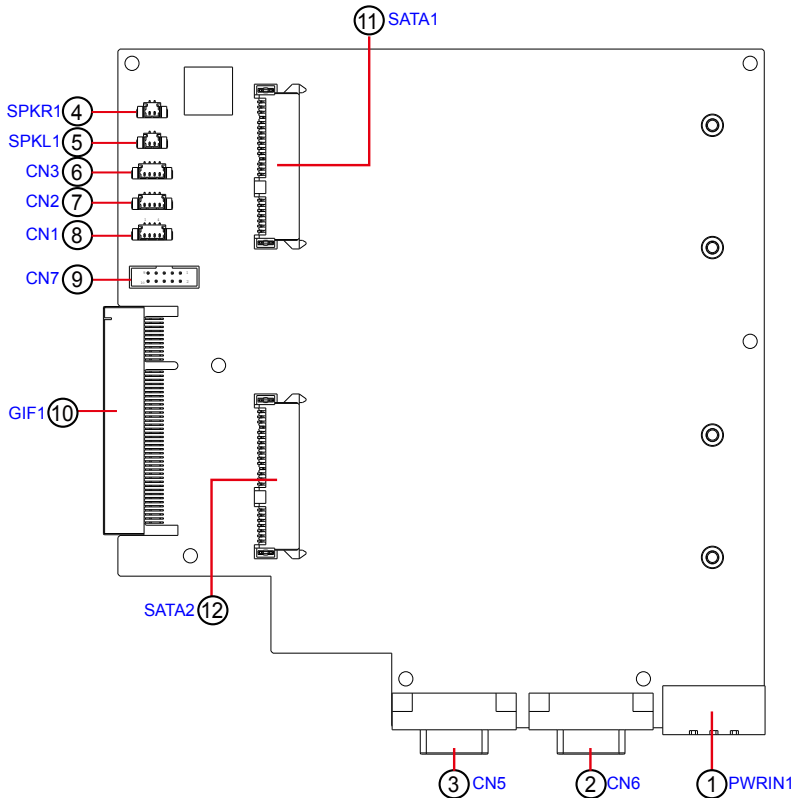 11 SATA1
SPKR1 4
SPKL1 5
CN3 6
CN2 7
CN1 8
CN7 9
GIF1 10
SATA2 12
3 CN5
2 CN6
1 PWRIN1